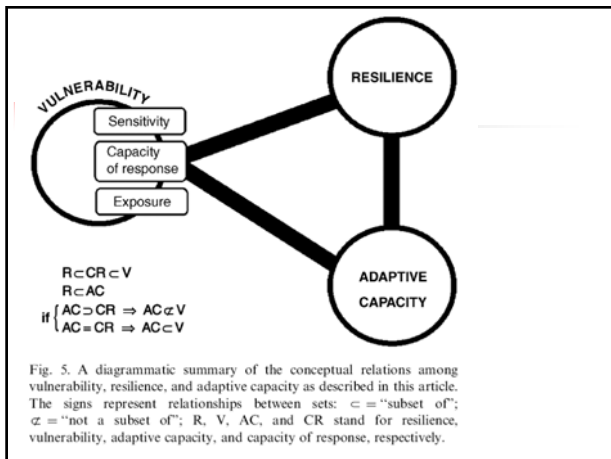 VULNERABILITY
Sensitivity
Capacity
of response
Exposure
RESILIENCE
ADAPTIVE
CAPACITY
R⊂CR⊂V
R⊂AC
if { AC⊃CR ⇒ AC⊄V
AC=CR ⇒ AC⊂V
Fig. 5. A diagrammatic summary of the conceptual relations among
vulnerability, resilience, and adaptive capacity as described in this article.
The signs represent relationships between sets: ⊂ = “subset of”;
⊄ = “not a subset of”; R, V, AC, and CR stand for resilience,
vulnerability, adaptive capacity, and capacity of response, respectively.